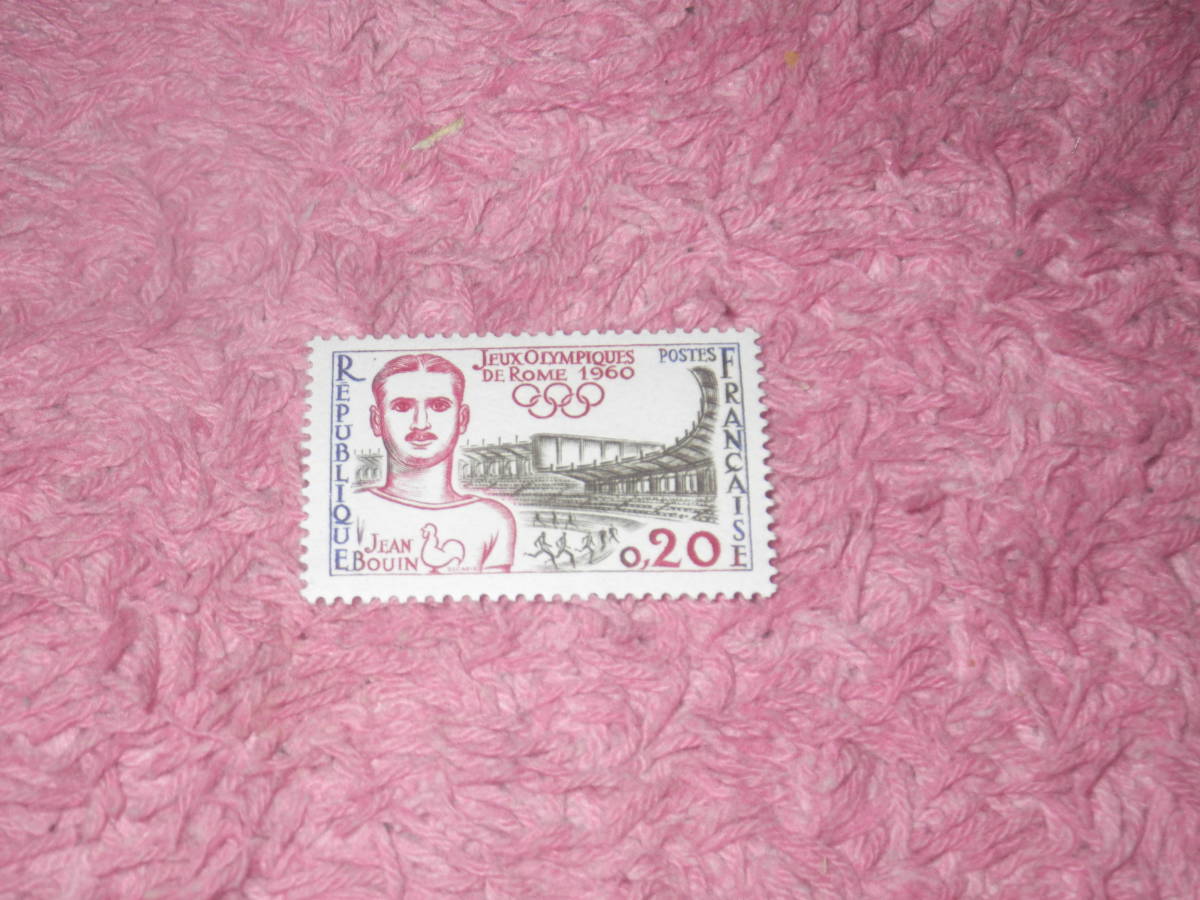 RÉPUBLIQUE
JEUX OLYMPIQUES
DE ROME 1960
POSTES
FRANÇAISE
JEAN
BOUIN
0,20